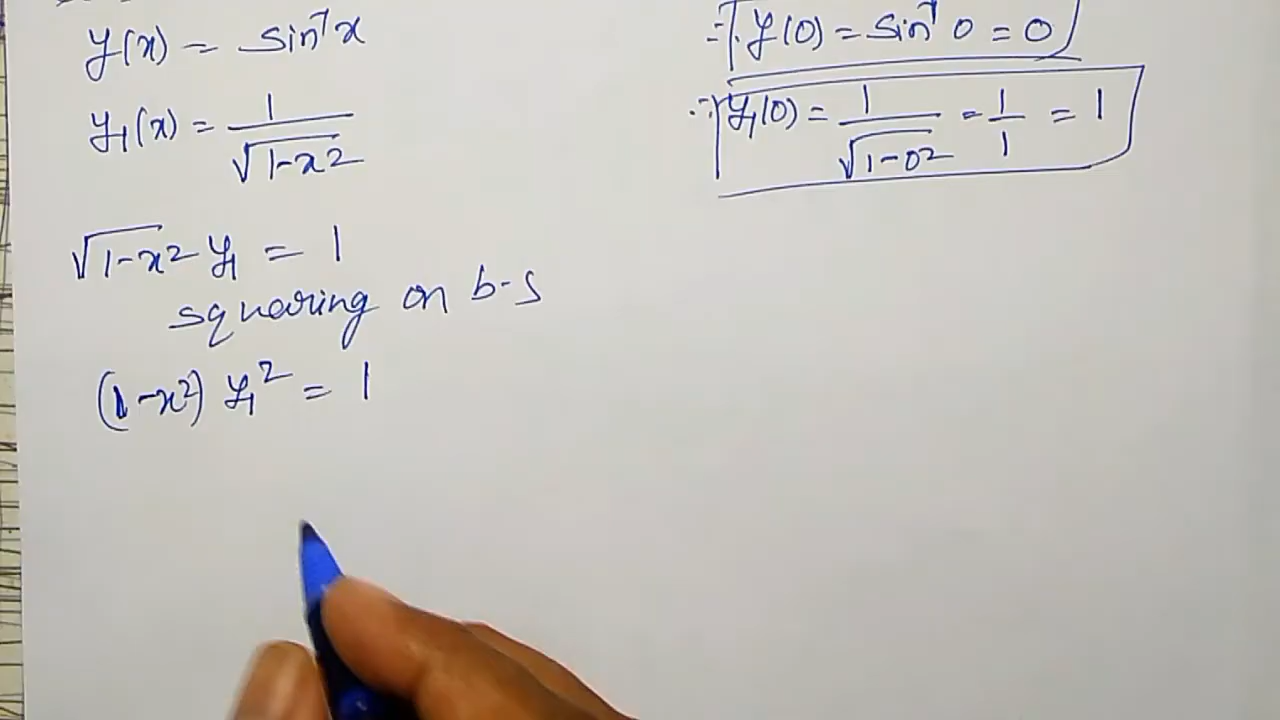 y(x) = sin⁻¹x
y₁(x) = 1/√(1-x²)
√(1-x²) y₁ = 1
squaring on b-s
(1-x²) y₁² = 1
∴ y(0) = sin⁻¹ 0 = 0
∴ y₁(0) = 1/√(1-0²) = 1/1 = 1